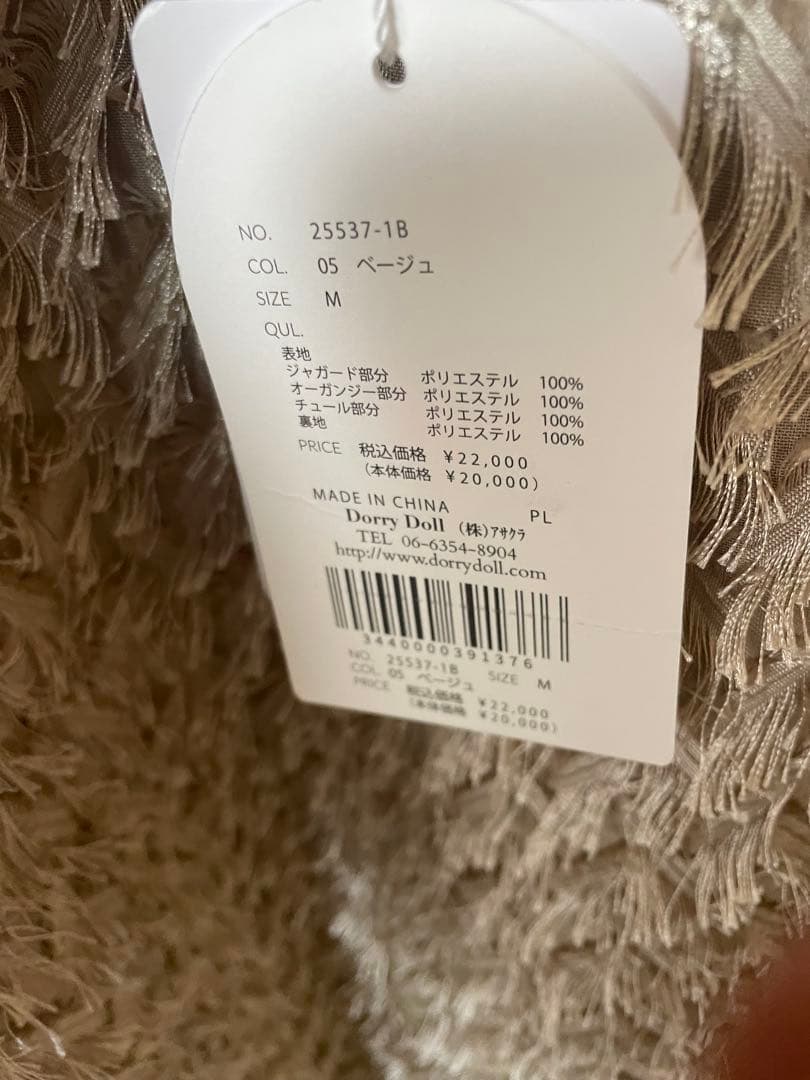 NO. 25537-1B
COL. 05 ベージュ
SIZE M
QUL.
表地
ジャガード部分 ポリエステル 100%
オーガンジー部分 ポリエステル 100%
チュール部分 ポリエステル 100%
裏地 ポリエステル 100%
PRICE 税込価格 ¥22,000
(本体価格 ¥20,000)
MADE IN CHINA PL
Dorry Doll (株)アサクラ
TEL 06-6354-8904
http://www.dorrydoll.com
3440000391376
NO. 25537-1B SIZE M
COL. 05 ベージュ
PRICE 税込価格 ¥22,000
(本体価格 ¥20,000)